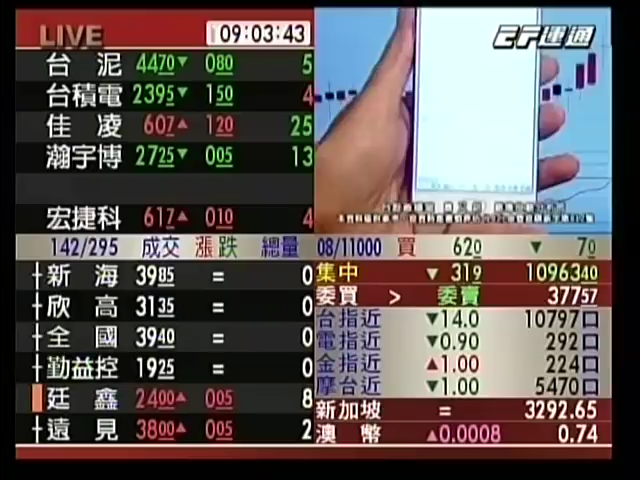 LIVE 09:03:43
EF運通
台泥 4470▼ 080 5
台積電 2395▼ 150 4
佳凌 607▲ 120 25
瀚宇博 2725▼ 005 13
宏捷科 617▲ 010 4
142/295 成交 漲跌 總量
新海 3985 = 0
欣高 3135 = 0
全國 3940 = 0
勤益控 1925 = 0
廷鑫 2400▲ 005 8
遠見 3800▲ 005 2
08/11000 買 620 ▼ 70
集中 ▼ 319 1096340
委買 > 委賣 37757
台指近 ▼14.0 10797口
電指近 ▼0.90 292口
金指近 ▲1.00 224口
摩台近 ▼1.00 5470口
新加坡 = 3292.65
澳幣 ▲0.0008 0.74